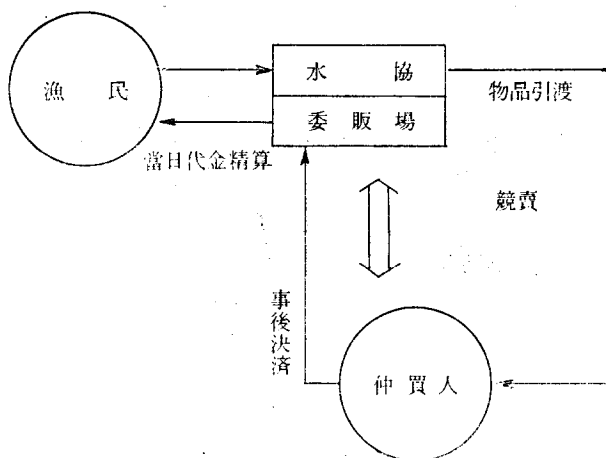 漁民
水協
委販場
物品引渡
當日代金精算
競賣
事後決済
仲買人